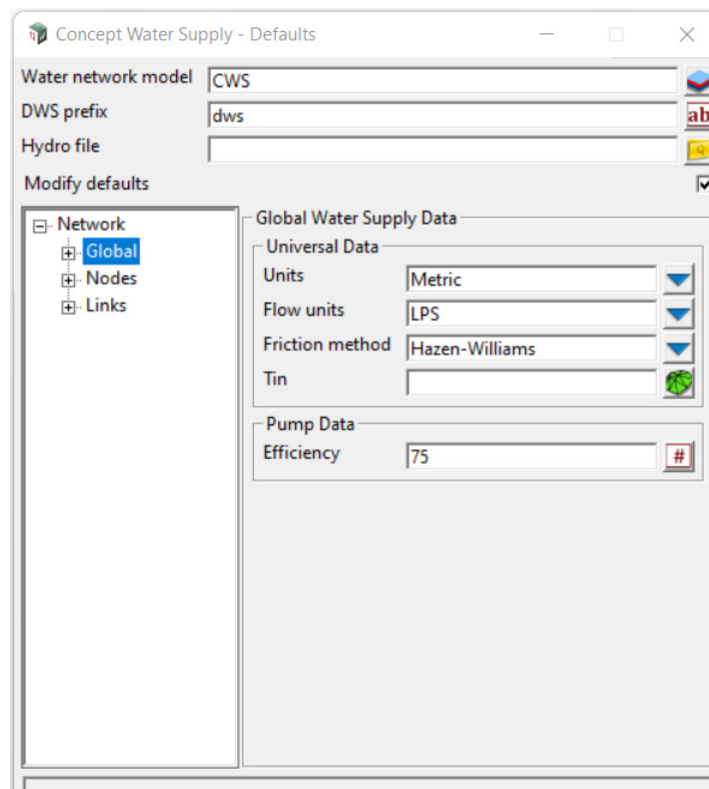 Concept Water Supply - Defaults
Water network model CWS
DWS prefix dws ab
Hydro file
Modify defaults
Network
Global
Nodes
Links
Global Water Supply Data
Universal Data
Units Metric
Flow units LPS
Friction method Hazen-Williams
Tin
Pump Data
Efficiency 75 #